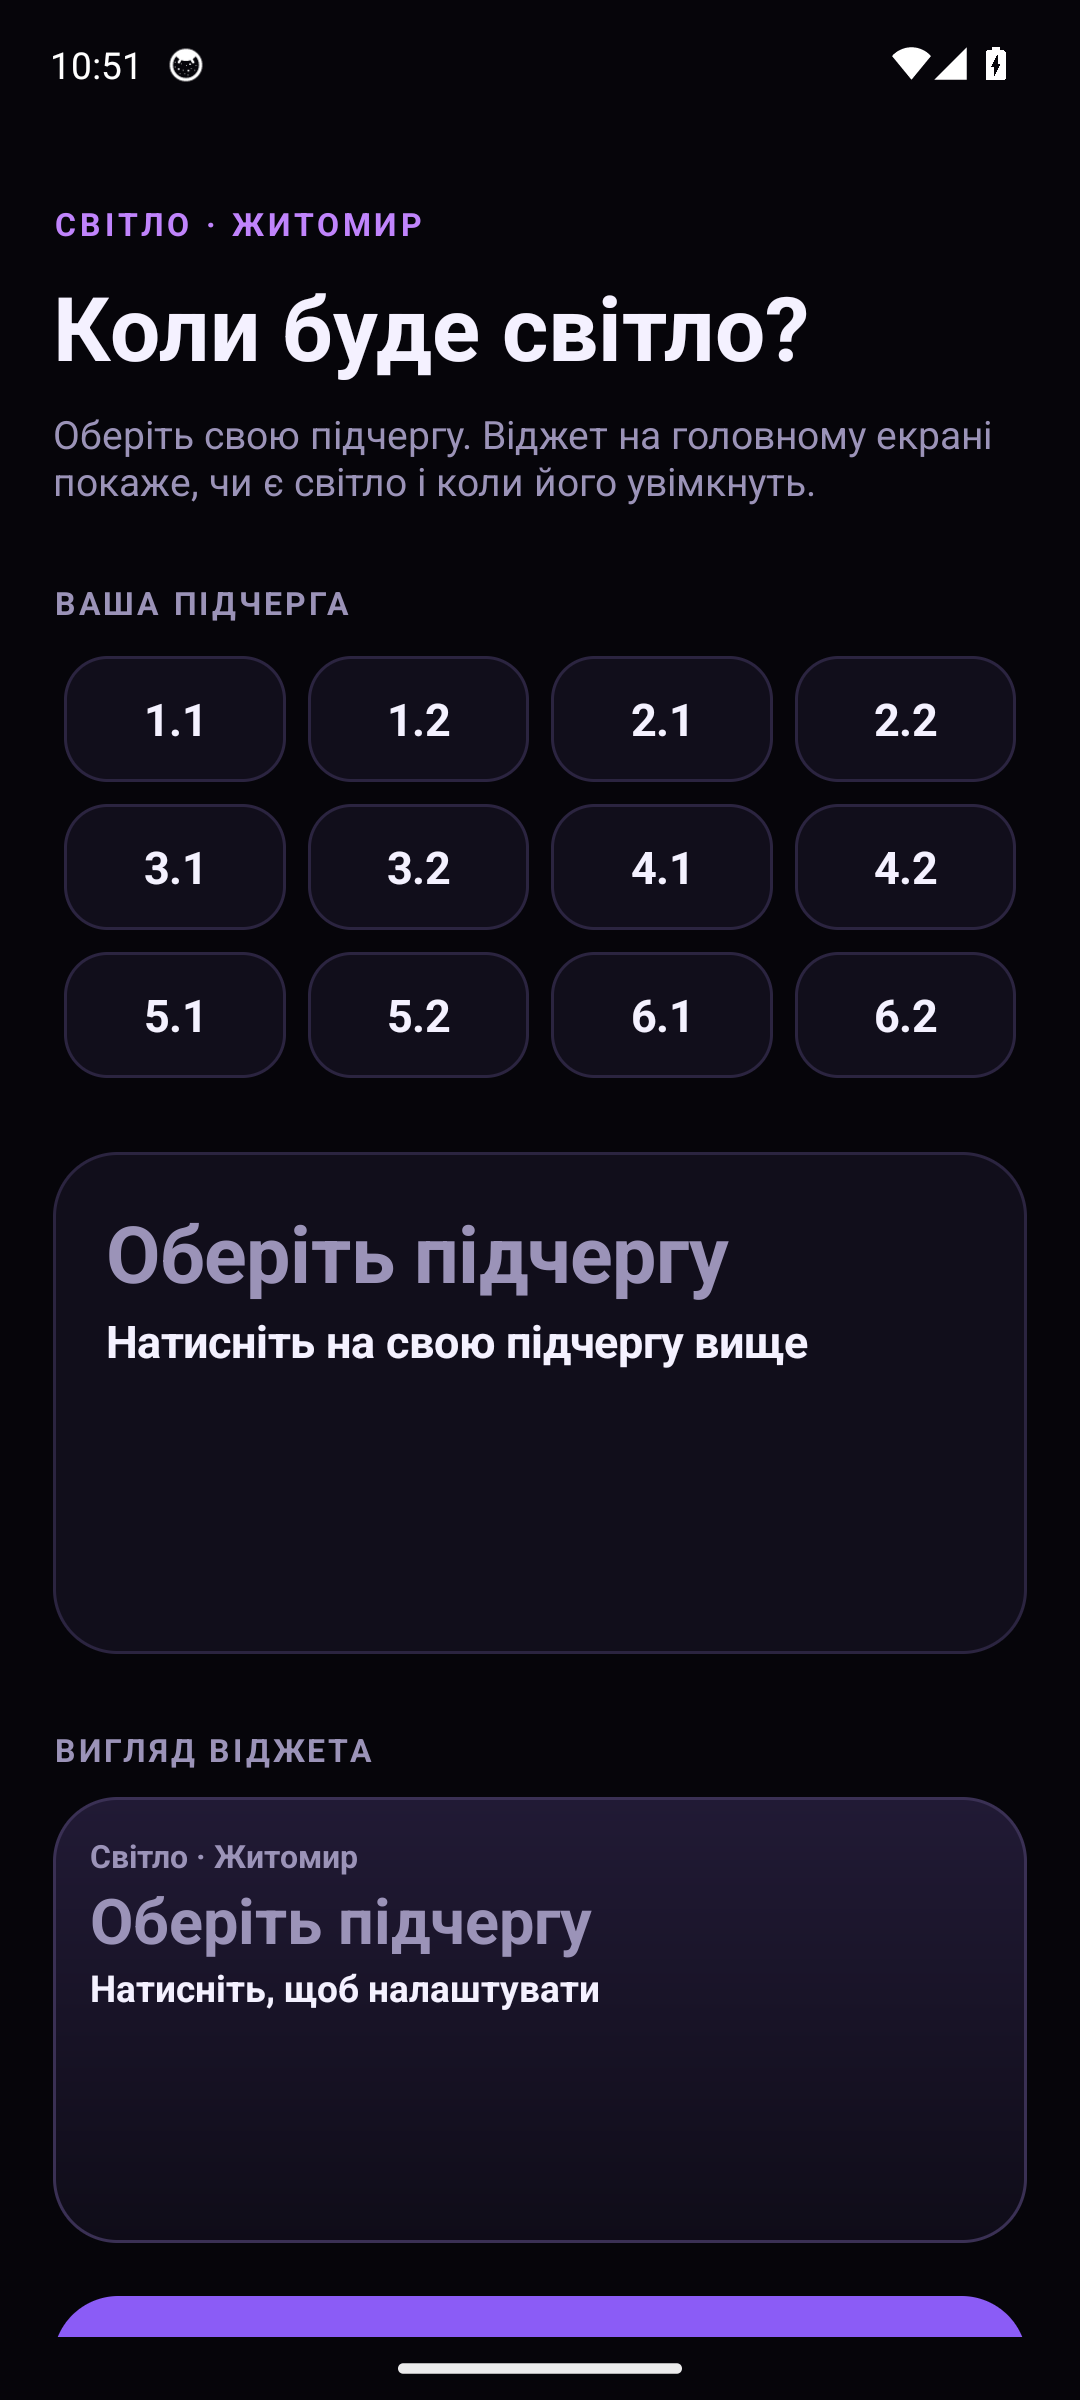 10:51
СВІТЛО · ЖИТОМИР
Коли буде світло?
Оберіть свою підчергу. Віджет на головному екрані
покаже, чи є світло і коли його увімкнуть.
ВАША ПІДЧЕРГА
1.1 1.2 2.1 2.2
3.1 3.2 4.1 4.2
5.1 5.2 6.1 6.2
Оберіть підчергу
Натисніть на свою підчергу вище
ВИГЛЯД ВІДЖЕТА
Світло · Житомир
Оберіть підчергу
Натисніть, щоб налаштувати